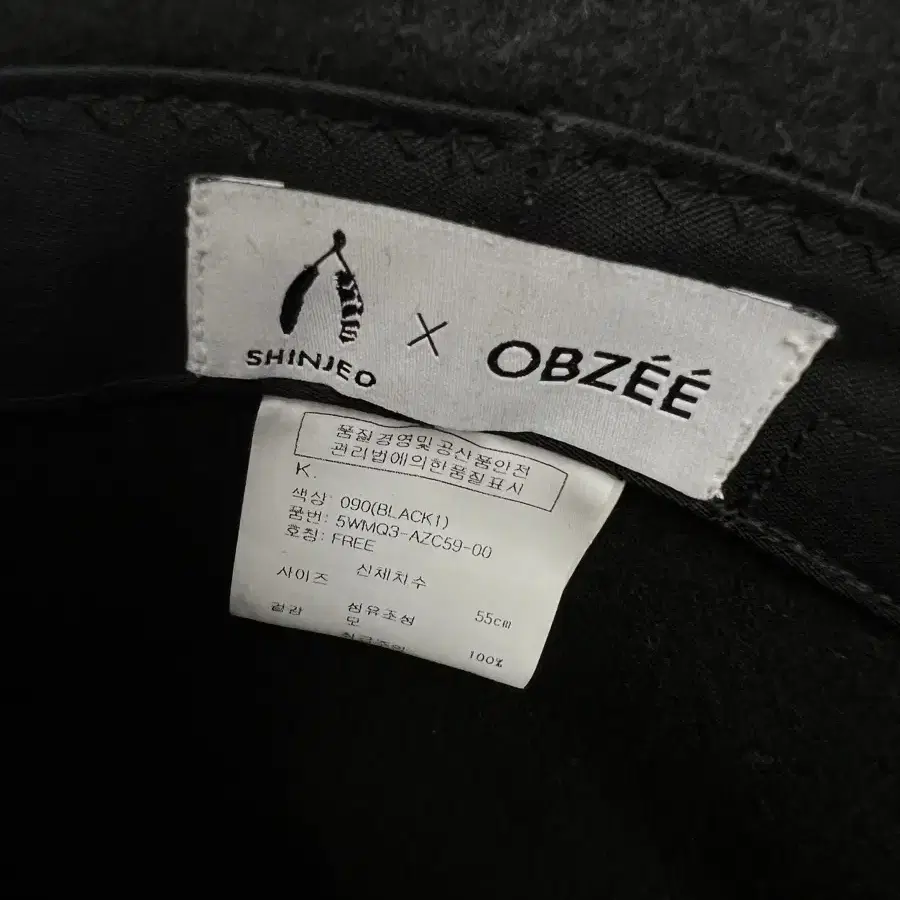 SHINJEO
X
OBZÉÉ
품질경영및공산품안전
관리법에의한품질표시
K.
색상: 090(BLACK1)
품번: 5WMQ3-AZC59-00
호칭: FREE
사이즈 신체치수 55cm
겉감 섬유조성
모 100%